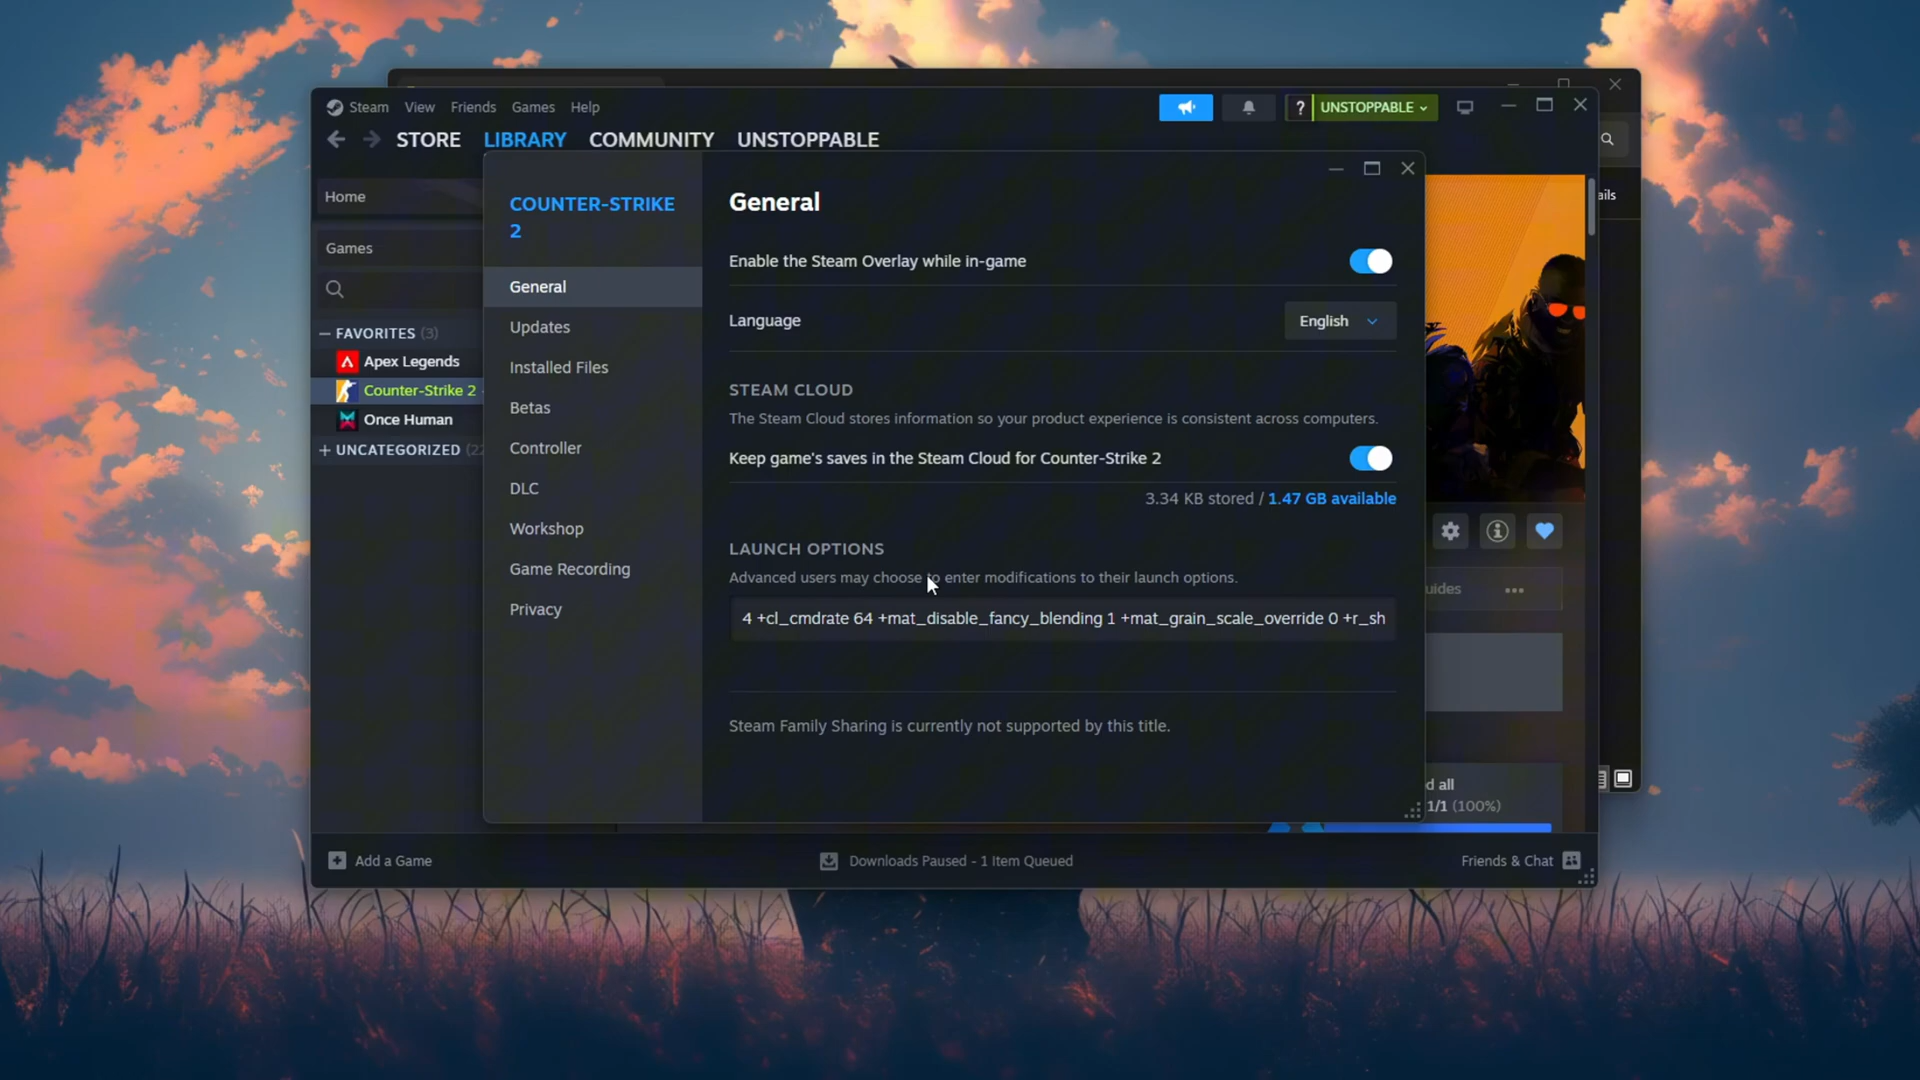 Steam View Friends Games Help
? UNSTOPPABLE
STORE LIBRARY COMMUNITY UNSTOPPABLE
Home
Games
FAVORITES (3)
Apex Legends
Counter-Strike 2
Once Human
UNCATEGORIZED
COUNTER-STRIKE
2
General
Updates
Installed Files
Betas
Controller
DLC
Workshop
Game Recording
Privacy
General
Enable the Steam Overlay while in-game
Language
English
STEAM CLOUD
The Steam Cloud stores information so your product experience is consistent across computers.
Keep game's saves in the Steam Cloud for Counter-Strike 2
3.34 KB stored / 1.47 GB available
LAUNCH OPTIONS
Advanced users may choose to enter modifications to their launch options.
4 +cl_cmdrate 64 +mat_disable_fancy_blending 1 +mat_grain_scale_override 0 +r_sh
Steam Family Sharing is currently not supported by this title.
ails
uides
d all
1/1 (100%)
Add a Game
Downloads Paused - 1 Item Queued
Friends & Chat